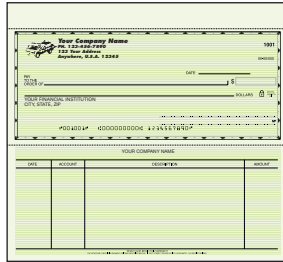 Your Company Name
PH. 123-456-7890
123 Your Address
Anywhere, U.S.A. 12345
1001
DATE
PAY
TO THE
ORDER OF
$
DOLLARS
YOUR FINANCIAL INSTITUTION
CITY, STATE, ZIP
⑈001001⑈ ⑆000000000⑆ 1234567890⑈
YOUR COMPANY NAME
DATE ACCOUNT DESCRIPTION AMOUNT